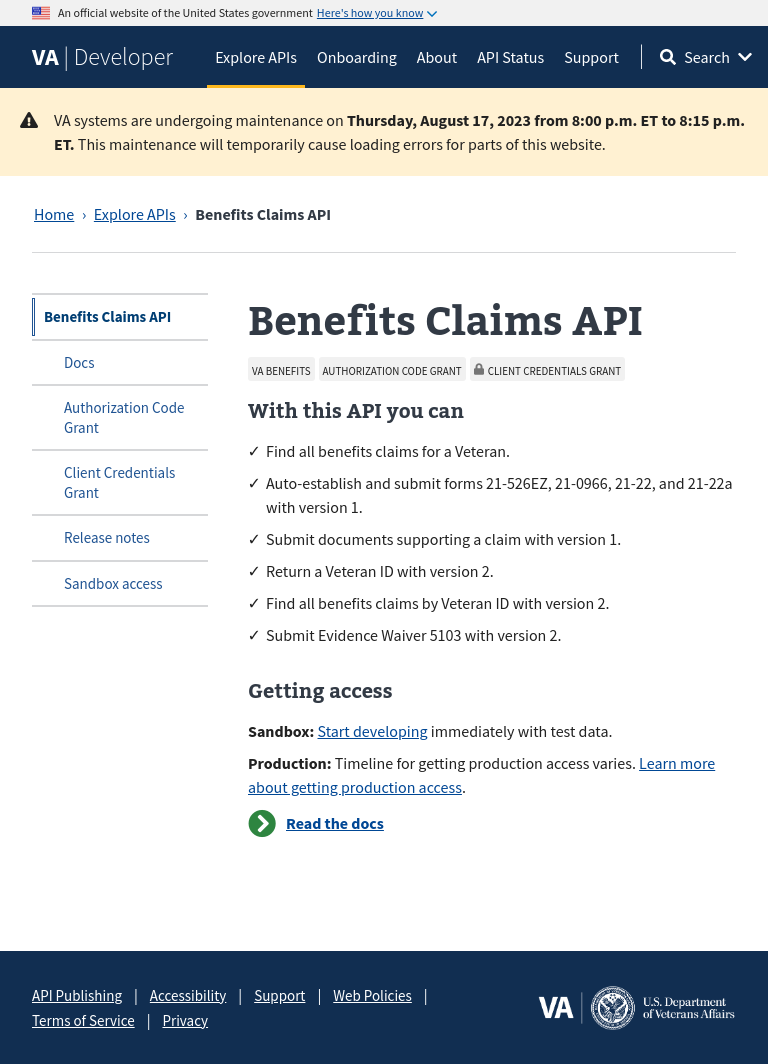 An official website of the United States government Here's how you know
VA | Developer
Explore APIs Onboarding About API Status Support Search
VA systems are undergoing maintenance on Thursday, August 17, 2023 from 8:00 p.m. ET to 8:15 p.m.
ET. This maintenance will temporarily cause loading errors for parts of this website.
Home › Explore APIs › Benefits Claims API
Benefits Claims API
Docs
Authorization Code
Grant
Client Credentials
Grant
Release notes
Sandbox access
Benefits Claims API
VA BENEFITS AUTHORIZATION CODE GRANT CLIENT CREDENTIALS GRANT
With this API you can
✓ Find all benefits claims for a Veteran.
✓ Auto-establish and submit forms 21-526EZ, 21-0966, 21-22, and 21-22a
with version 1.
✓ Submit documents supporting a claim with version 1.
✓ Return a Veteran ID with version 2.
✓ Find all benefits claims by Veteran ID with version 2.
✓ Submit Evidence Waiver 5103 with version 2.
Getting access
Sandbox: Start developing immediately with test data.
Production: Timeline for getting production access varies. Learn more
about getting production access.
Read the docs
API Publishing | Accessibility | Support | Web Policies |
Terms of Service | Privacy
VA | U.S. Department
of Veterans Affairs